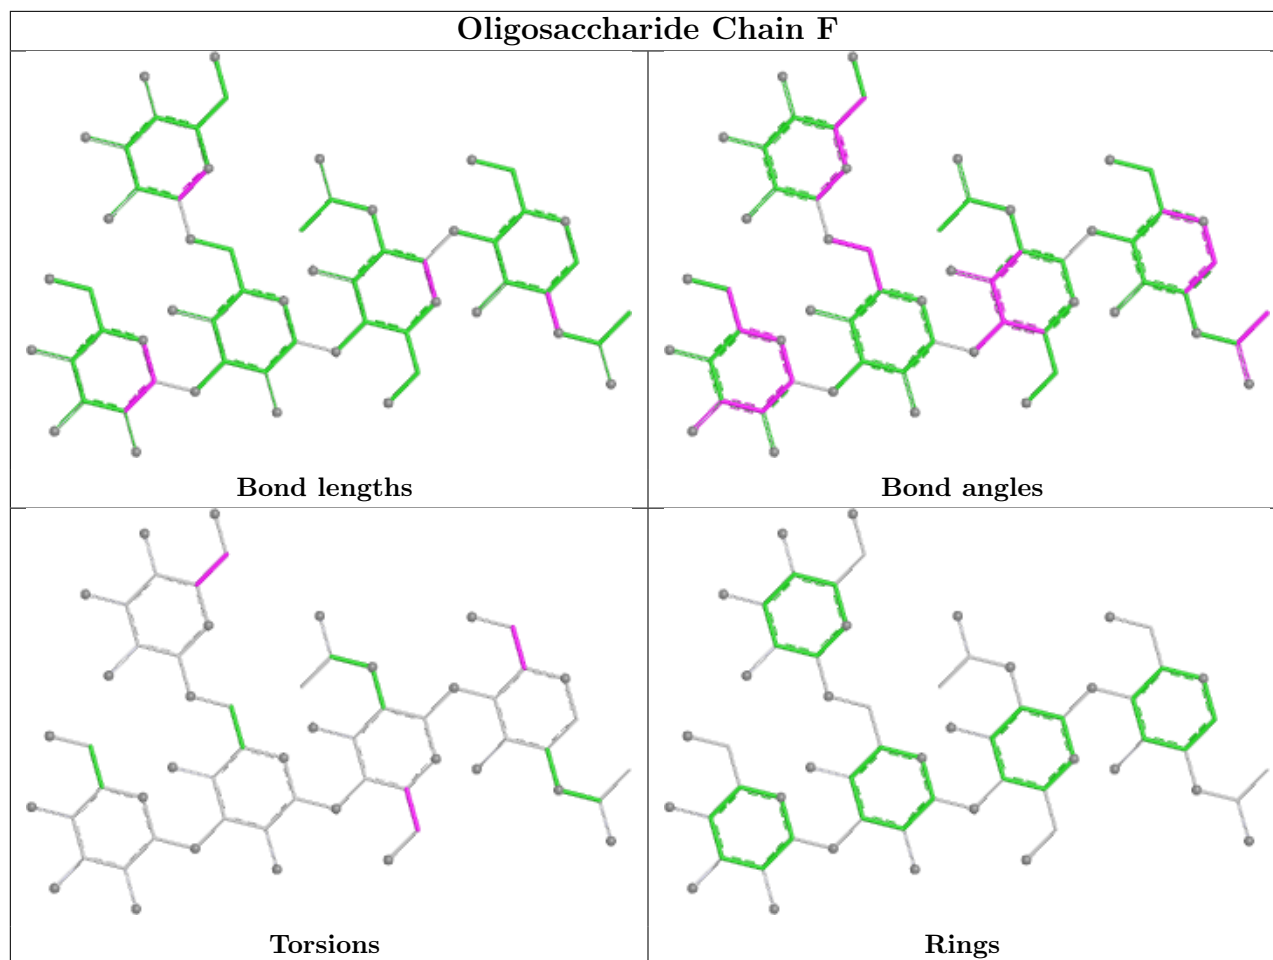 Oligosaccharide Chain F
Bond lengths
Bond angles
Torsions
Rings